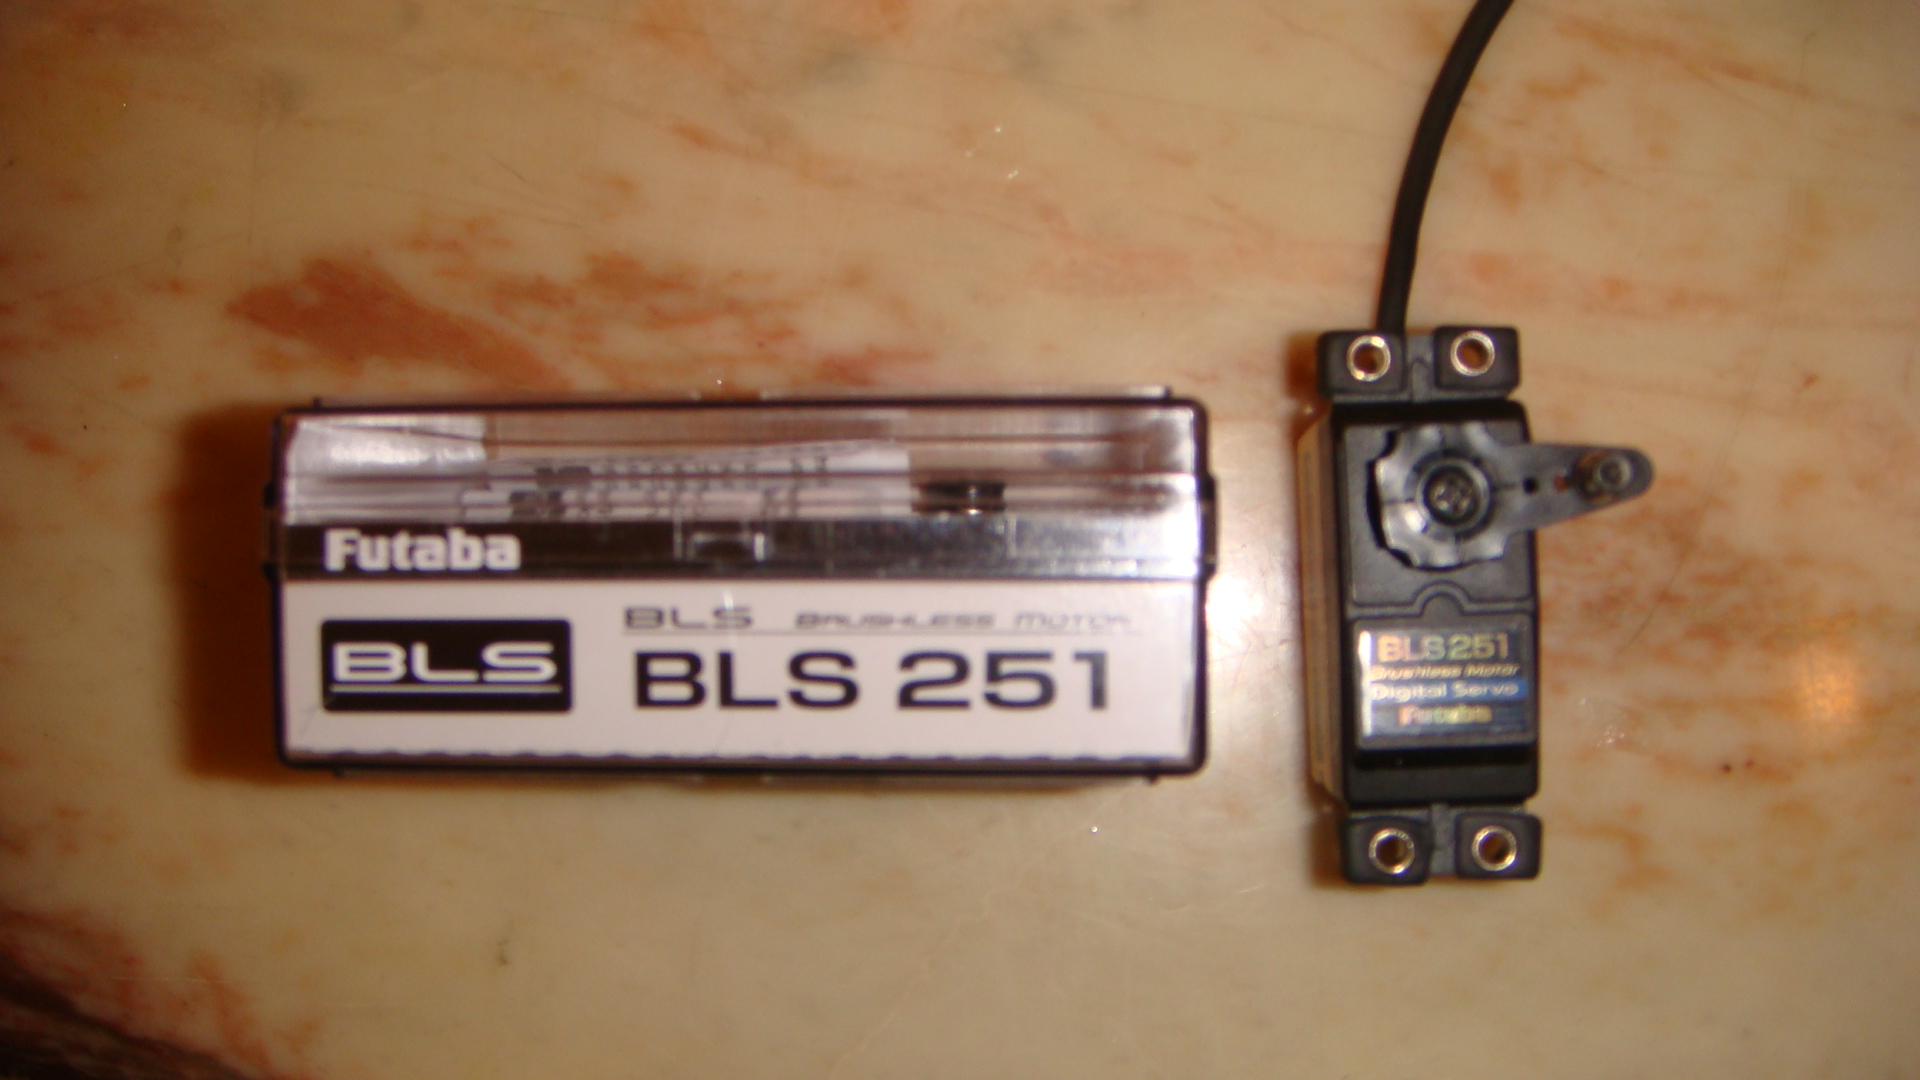 Futaba
BLS
BLS BRUSHLESS MOTOR
BLS 251
BLS251
Brushless Motor
Digital Servo
Futaba